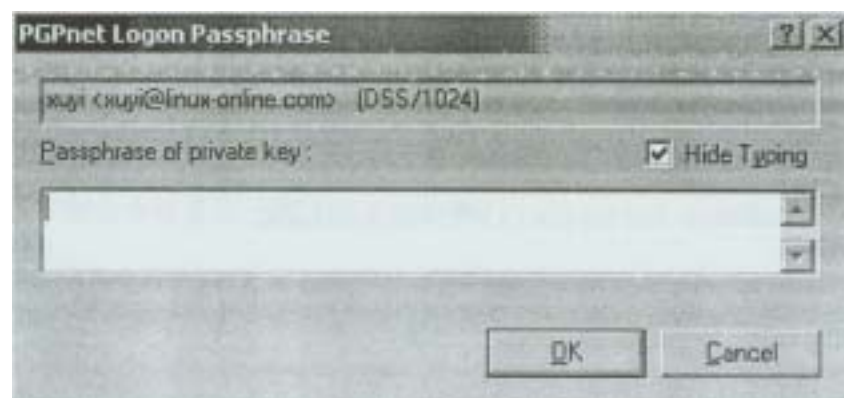 PGPnet Logon Passphrase
xuyi <xuyi@linux-online.com> (DSS/1024)
Passphrase of private key :
Hide Typing
OK
Cancel